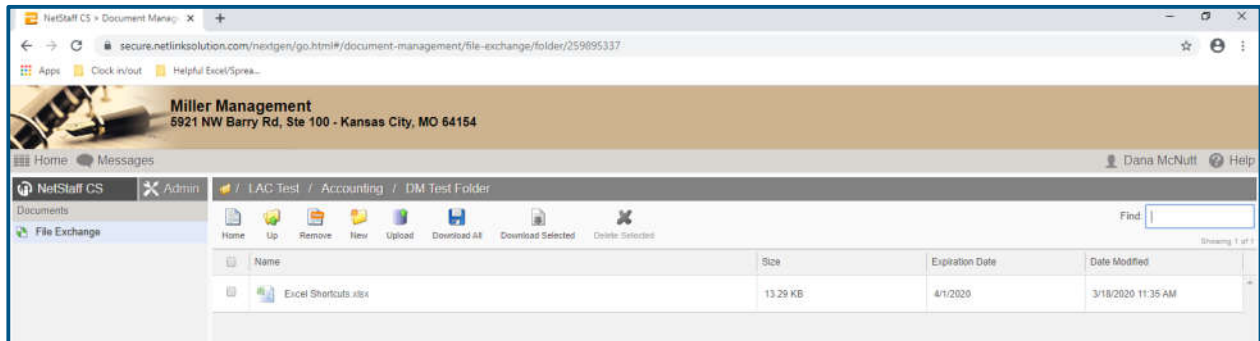 NetStaff CS > Document Manag
secure.netlinksolution.com/nextgen/go.html#/document-management/file-exchange/folder/259895337
Apps Clock in/out Helpful Excel/Sprea...
Miller Management
5921 NW Barry Rd, Ste 100 - Kansas City, MO 64154
Home Messages Dana McNutt Help
NetStaff CS Admin / LAC Test / Accounting / DM Test Folder
Documents
File Exchange
Home Up Remove New Upload Download All Download Selected Delete Selected Find:
Showing 1 of 1
Name Size Expiration Date Date Modified
Excel Shortcuts.xlsx 13.29 KB 4/1/2020 3/18/2020 11:35 AM